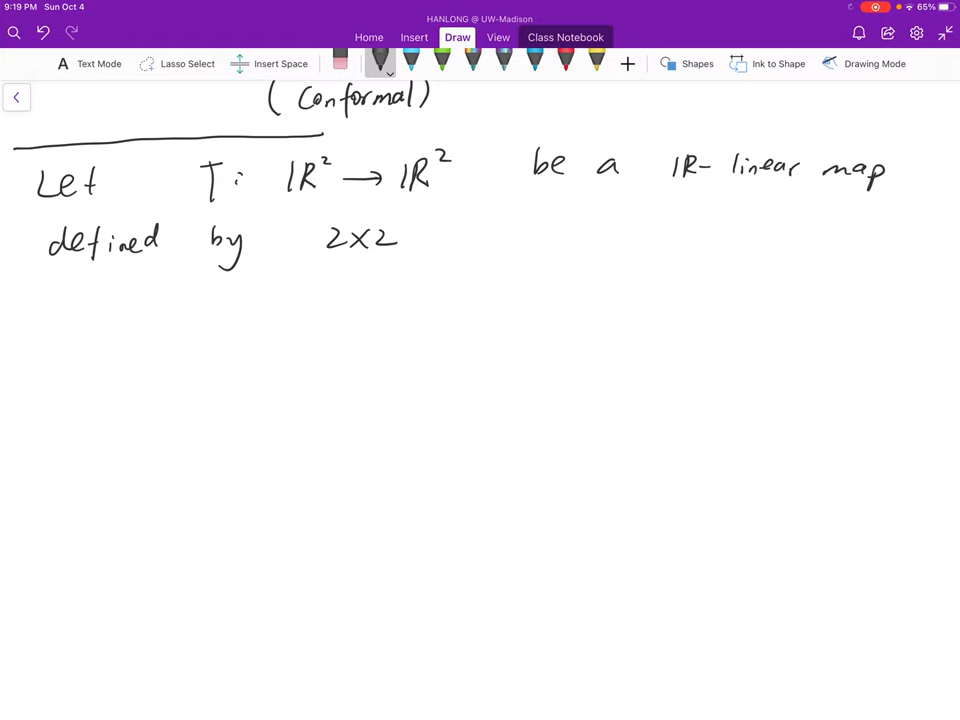 9:19 PM Sun Oct 4
65%
HANLONG @ UW-Madison
Home Insert Draw View Class Notebook
A Text Mode Lasso Select Insert Space + Shapes Ink to Shape Drawing Mode
(Conformal)
Let T: ℝ² → ℝ² be a ℝ-linear map
defined by 2×2